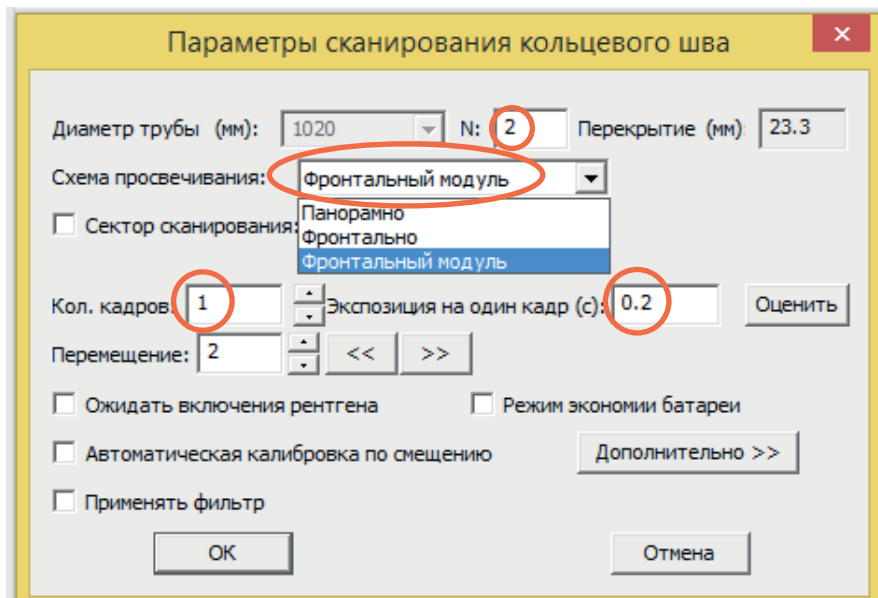 Параметры сканирования кольцевого шва
Диаметр трубы (мм): 1020 N: 2 Перекрытие (мм): 23.3
Схема просвечивания: Фронтальный модуль
Панорамно
Сектор сканирования:
Фронтально
Фронтальный модуль
Кол. кадров: 1 Экспозиция на один кадр (с): 0.2 Оценить
Перемещение: 2 << >>
Ожидать включения рентгена Режим экономии батареи
Автоматическая калибровка по смещению Дополнительно >>
Применять фильтр
ОК Отмена